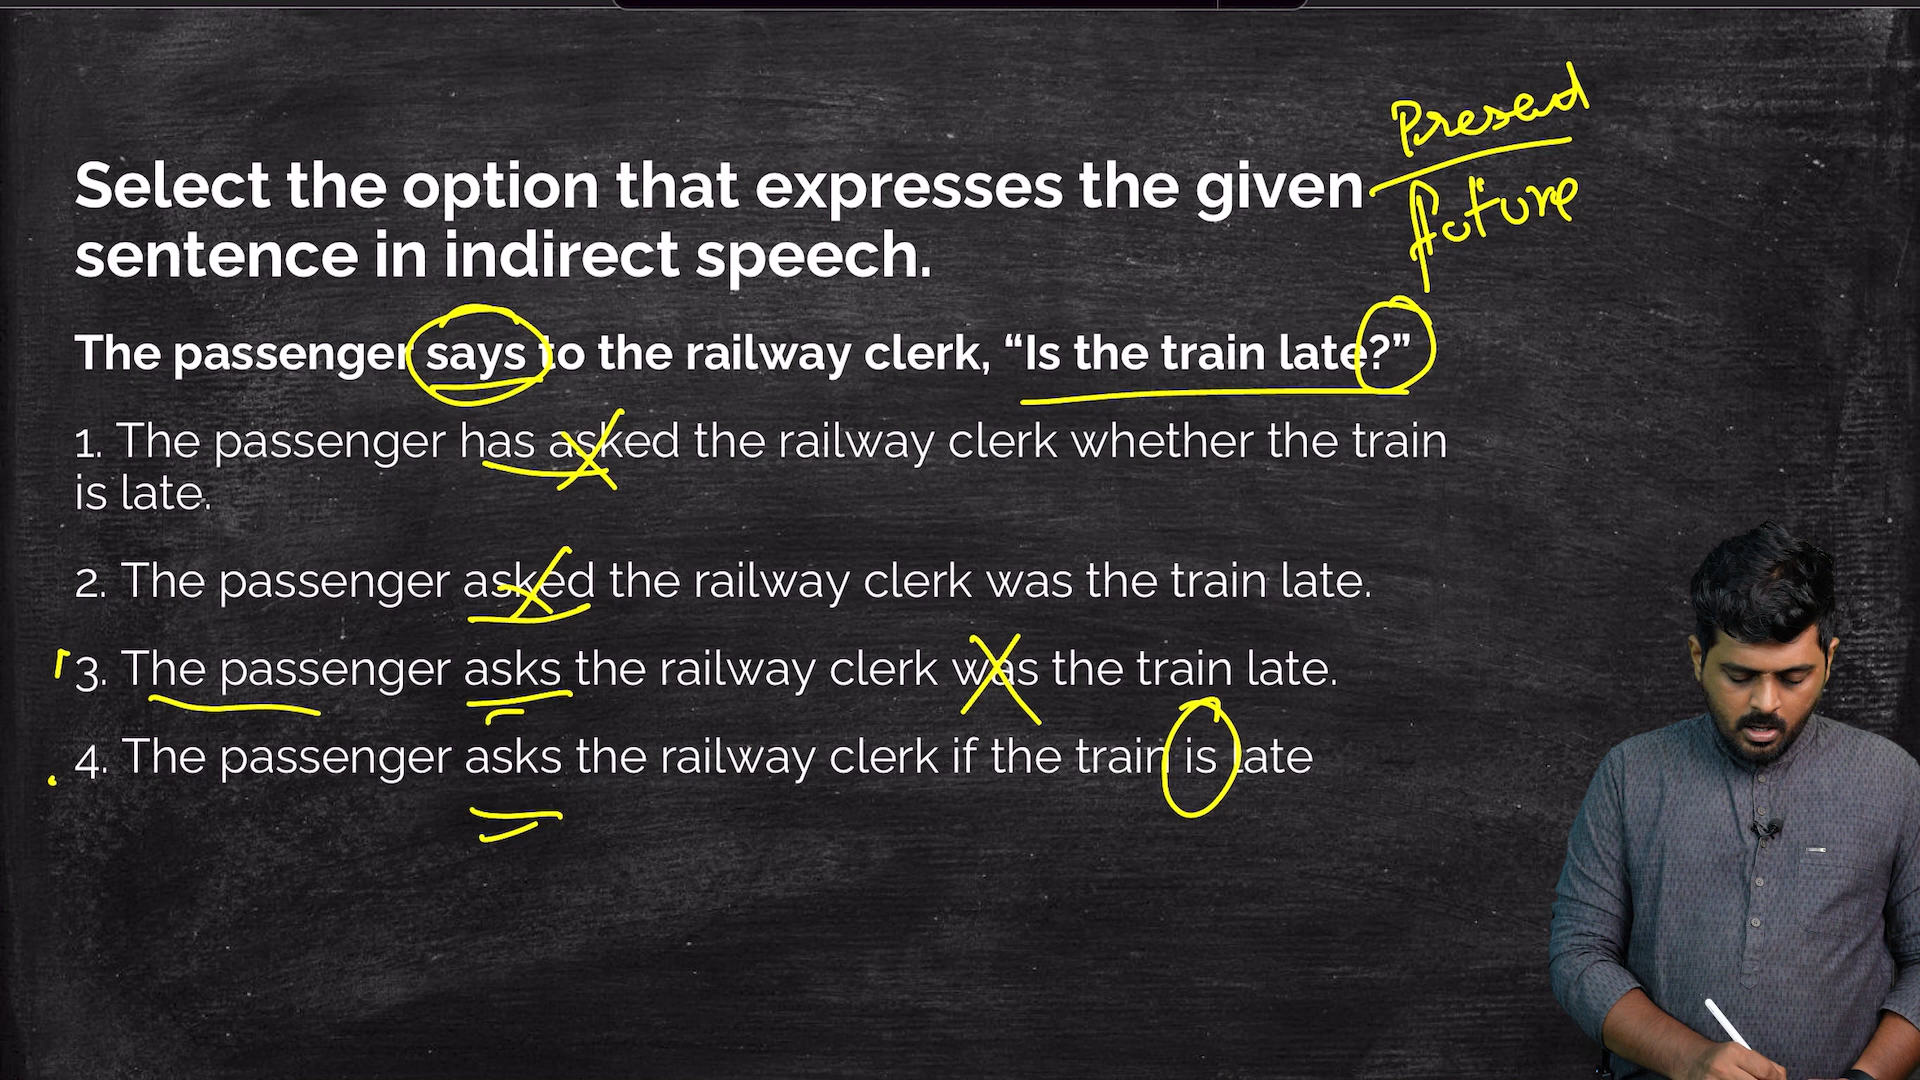 Present
future
Select the option that expresses the given
sentence in indirect speech.
The passenger says to the railway clerk, “Is the train late?”
1. The passenger has asked the railway clerk whether the train
is late.
2. The passenger asked the railway clerk was the train late.
3. The passenger asks the railway clerk was the train late.
4. The passenger asks the railway clerk if the train is late